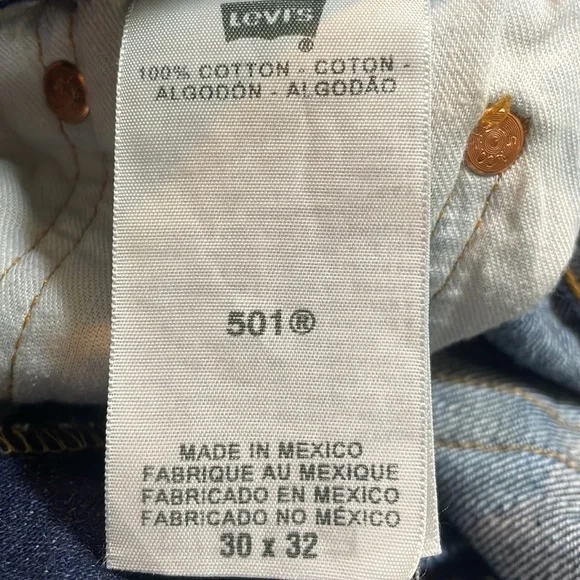 LEVI'S
®
100% COTTON - COTON -
ALGODÓN - ALGODÃO
501®
MADE IN MEXICO
FABRIQUE AU MEXIQUE
FABRICADO EN MEXICO
FABRICADO NO MÉXICO
30 x 32